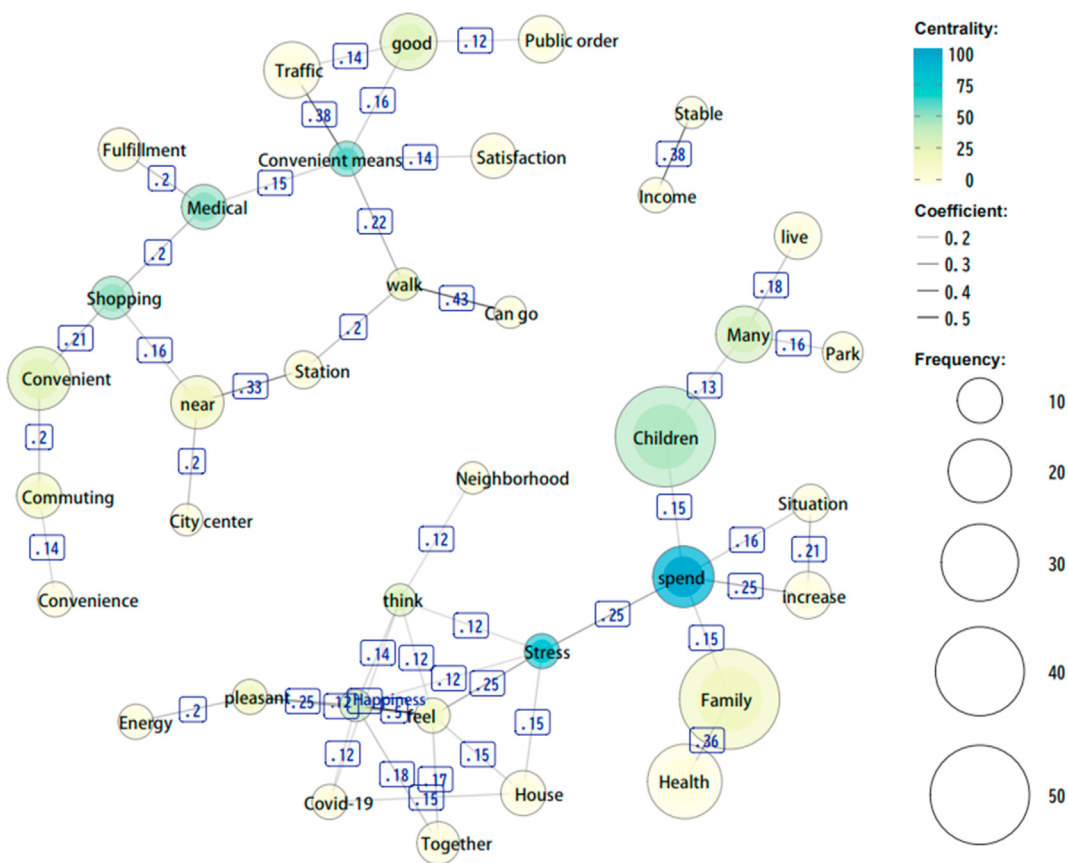 good
.12
Public order
.14
Traffic
.16
.38
Fulfillment
Convenient means
.14
Satisfaction
.2
.15
Medical
.22
.2
Shopping
walk
.43
Can go
.21
.16
.2
Station
Convenient
.33
near
.2
.2
Commuting
City center
.14
Convenience
Stable
.38
Income
live
.18
Many
.16
Park
.13
Children
.15
Situation
.16
.21
spend
.25
increase
.25
.15
Family
.36
Health
Neighborhood
.12
think
.12
Stress
.14
.12
.12
.25
pleasant
.25
.12
Happiness
.5
feel
Energy
.2
.15
.12
.15
.18
.17
.15
Covid-19
House
Together
Centrality:
100
75
50
25
0
Coefficient:
0.2
0.3
0.4
0.5
Frequency:
10
20
30
40
50